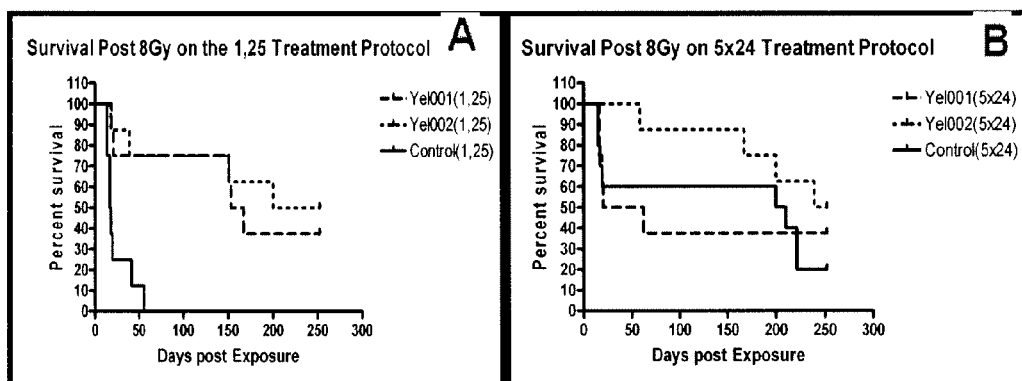 Survival Post 8Gy on the 1,25 Treatment Protocol
A
Percent survival
110
100
90
80
70
60
50
40
30
20
10
0
0 50 100 150 200 250 300
Days post Exposure
Yel001(1,25)
Yel002(1,25)
Control(1,25)
Survival Post 8Gy on 5x24 Treatment Protocol
B
Percent survival
110
100
90
80
70
60
50
40
30
20
10
0
0 50 100 150 200 250 300
Days post Exposure
Yel001(5x24)
Yel002(5x24)
Control(5x24)